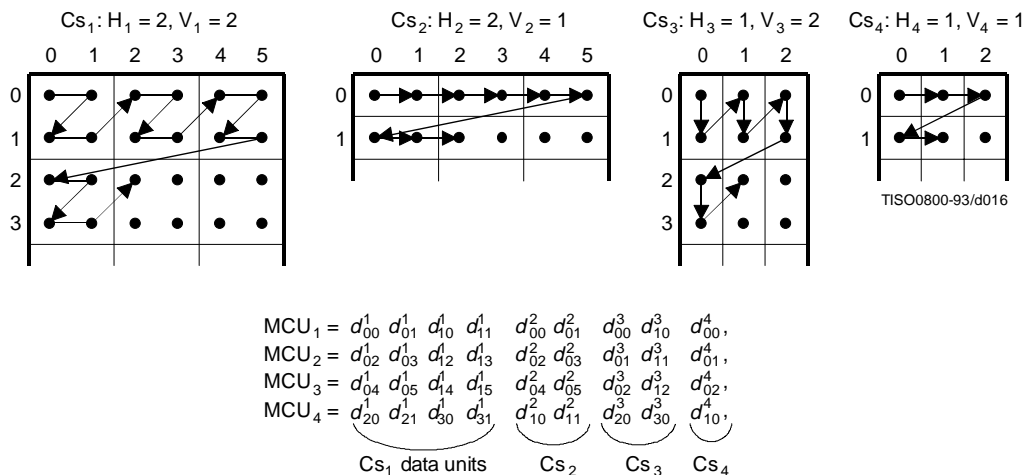 Cs₁: H₁ = 2, V₁ = 2
0 1 2 3 4 5
0
1
2
3
Cs₂: H₂ = 2, V₂ = 1
0 1 2 3 4 5
0
1
Cs₃: H₃ = 1, V₃ = 2
0 1 2
0
1
2
3
Cs₄: H₄ = 1, V₄ = 1
0 1 2
0
1
TISO0800-93/d016
MCU₁ = d¹₀₀ d¹₀₁ d¹₁₀ d¹₁₁ d²₀₀ d²₀₁ d³₀₀ d³₁₀ d⁴₀₀,
MCU₂ = d¹₀₂ d¹₀₃ d¹₁₂ d¹₁₃ d²₀₂ d²₀₃ d³₀₁ d³₁₁ d⁴₀₁,
MCU₃ = d¹₀₄ d¹₀₅ d¹₁₄ d¹₁₅ d²₀₄ d²₀₅ d³₀₂ d³₁₂ d⁴₀₂,
MCU₄ = d¹₂₀ d¹₂₁ d¹₃₀ d¹₃₁ d²₁₀ d²₁₁ d³₂₀ d³₃₀ d⁴₁₀,
Cs₁ data units Cs₂ Cs₃ Cs₄